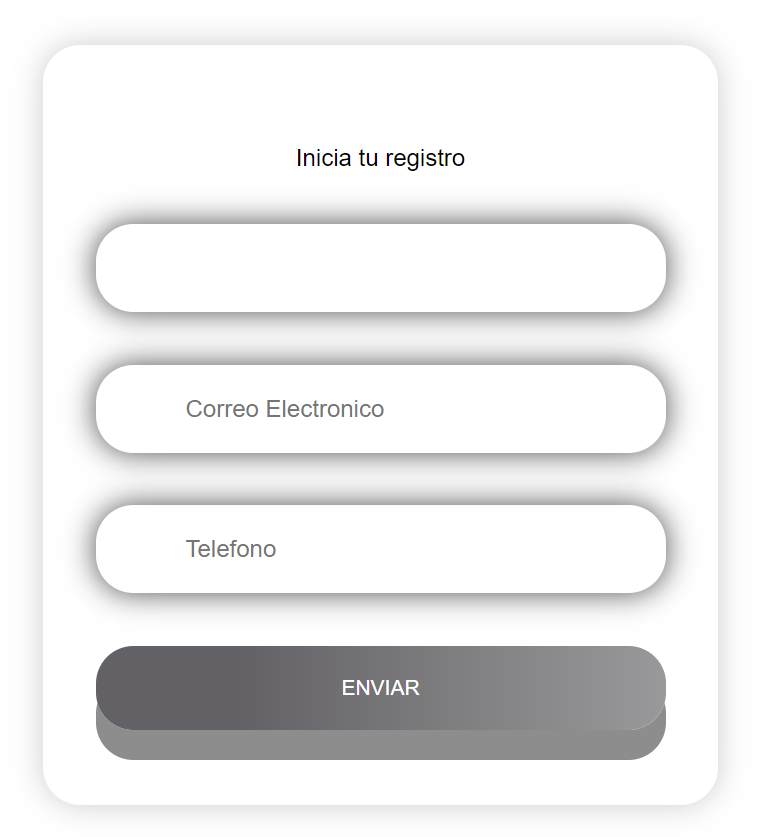 Inicia tu registro
Correo Electronico
Telefono
ENVIAR